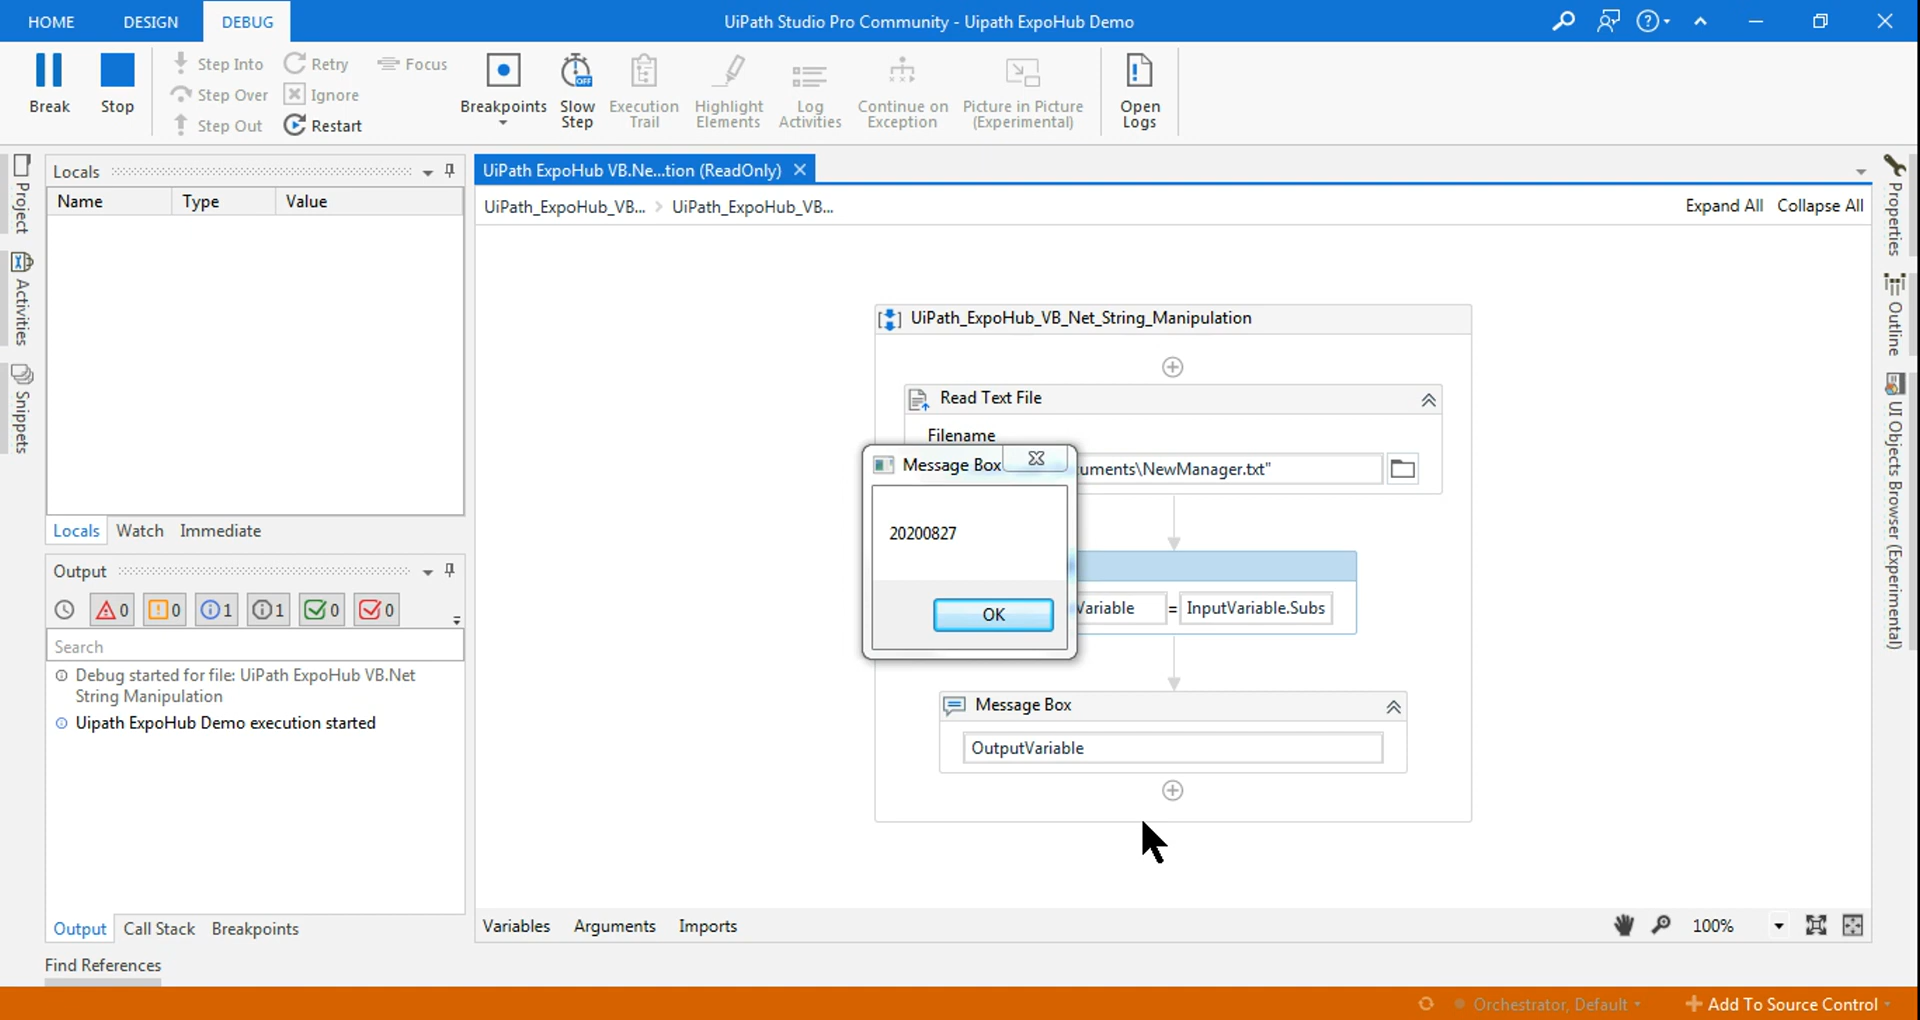 HOME DESIGN DEBUG UiPath Studio Pro Community - Uipath ExpoHub Demo
Break
Stop
Step Into
Step Over
Step Out
Retry
Ignore
Restart
Focus
Breakpoints
Slow
Step
Execution
Trail
Highlight
Elements
Log
Activities
Continue on
Exception
Picture in Picture
(Experimental)
Open
Logs
Project
Activities
Snippets
Locals
Name Type Value
Locals Watch Immediate
Output
0 0 1 1 0 0
Search
Debug started for file: UiPath ExpoHub VB.Net
String Manipulation
Uipath ExpoHub Demo execution started
Output Call Stack Breakpoints
Find References
UiPath ExpoHub VB.Ne...tion (ReadOnly)
UiPath_ExpoHub_VB... > UiPath_ExpoHub_VB...
Expand All Collapse All
UiPath_ExpoHub_VB_Net_String_Manipulation
Read Text File
Filename
uments\NewManager.txt"
Message Box
20200827
OK
Variable = InputVariable.Subs
Message Box
OutputVariable
Variables Arguments Imports
100%
Properties
Outline
UI Objects Browser (Experimental)
Orchestrator, Default
Add To Source Control